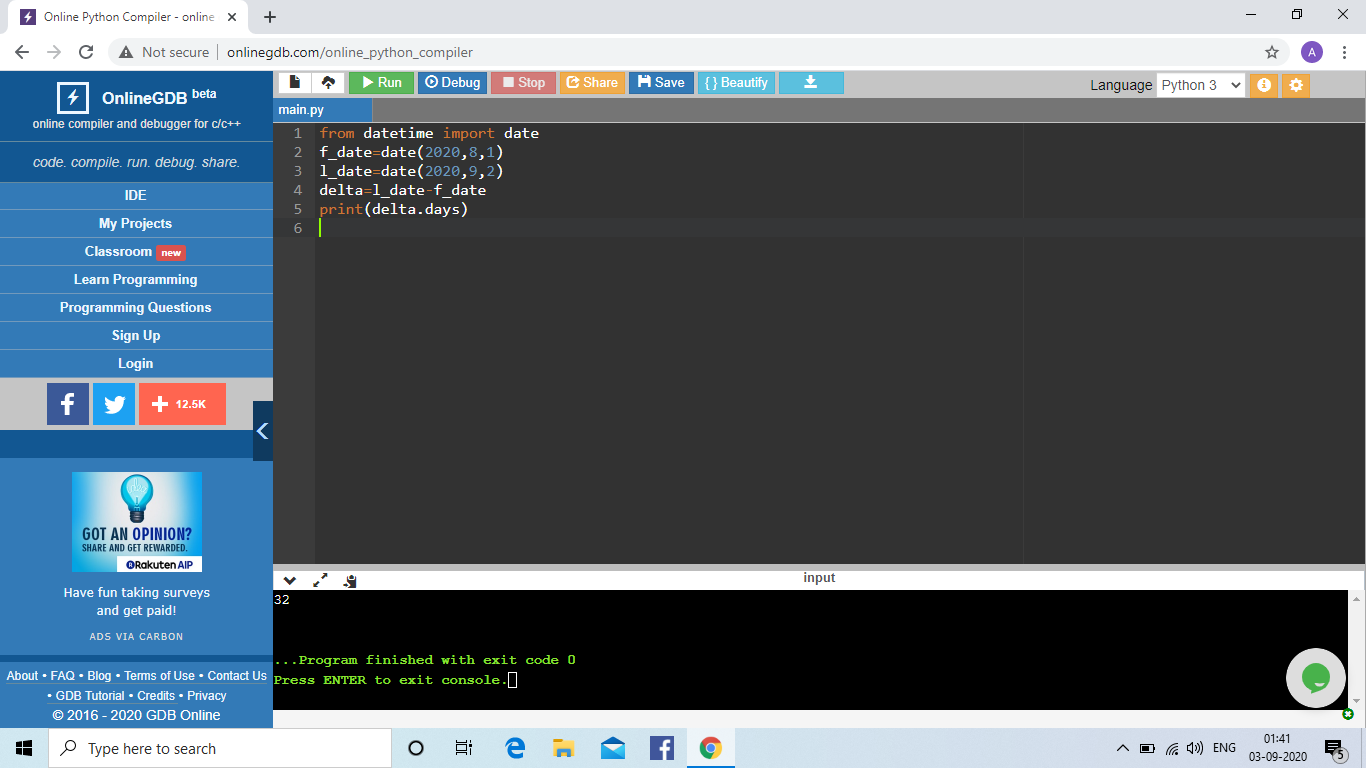 Online Python Compiler - online
Not secure | onlinegdb.com/online_python_compiler
A
OnlineGDB beta
online compiler and debugger for c/c++
code. compile. run. debug. share.
IDE
My Projects
Classroom new
Learn Programming
Programming Questions
Sign Up
Login
12.5K
GOT AN OPINION?
SHARE AND GET REWARDED.
Rakuten AIP
Have fun taking surveys
and get paid!
ADS VIA CARBON
About • FAQ • Blog • Terms of Use • Contact Us
• GDB Tutorial • Credits • Privacy
© 2016 - 2020 GDB Online
Run Debug Stop Share Save { } Beautify
Language Python 3
main.py
1 from datetime import date
2 f_date=date(2020,8,1)
3 l_date=date(2020,9,2)
4 delta=l_date-f_date
5 print(delta.days)
6
input
32
...Program finished with exit code 0
Press ENTER to exit console.
Type here to search
ENG
01:41
03-09-2020
5